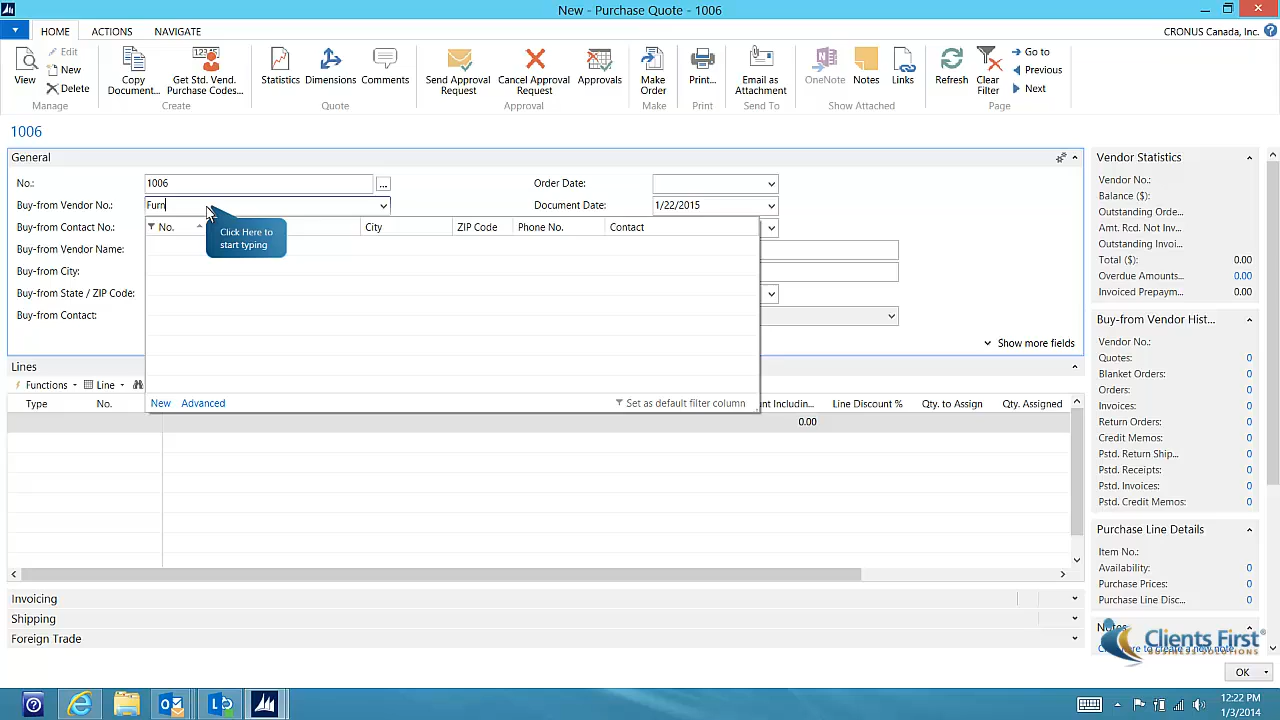 New - Purchase Quote - 1006
HOME ACTIONS NAVIGATE
CRONUS Canada, Inc.
View
Edit
New
Delete
Copy Document...
Get Std. Vend. Purchase Codes...
Statistics
Dimensions
Comments
Send Approval Request
Cancel Approval Request
Approvals
Make Order
Print...
Email as Attachment
OneNote
Notes
Links
Refresh
Clear Filter
Go to
Previous
Next
Manage Create Quote Approval Make Print Send To Show Attached Page
1006
General
No.: 1006 ...
Order Date:
Buy-from Vendor No.: Furn
Document Date: 1/22/2015
Buy-from Contact No.:
Buy-from Vendor Name:
Buy-from City:
Buy-from State / ZIP Code:
Buy-from Contact:
No. City ZIP Code Phone No. Contact
Click Here to
start typing
New Advanced Set as default filter column
Show more fields
Lines
Functions Line
Type No. unt Includin... Line Discount % Qty. to Assign Qty. Assigned
0.00
Invoicing
Shipping
Foreign Trade
Vendor Statistics
Vendor No.:
Balance ($):
Outstanding Orde...
Amt. Rcd. Not Inv...
Outstanding Invoi...
Total ($): 0.00
Overdue Amounts... 0.00
Invoiced Prepaym... 0.00
Buy-from Vendor Hist...
Vendor No.:
Quotes: 0
Blanket Orders: 0
Orders: 0
Invoices: 0
Return Orders: 0
Credit Memos: 0
Pstd. Return Ship... 0
Pstd. Receipts: 0
Pstd. Invoices: 0
Pstd. Credit Memos: 0
Purchase Line Details
Item No.:
Availability: 0
Purchase Prices: 0
Purchase Line Disc... 0
Notes
Clients First
BUSINESS SOLUTIONS
to create a new note.
OK
12:22 PM
1/3/2014